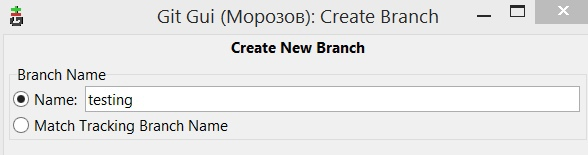 Git Gui (Морозов): Create Branch
Create New Branch
Branch Name
Name: testing
Match Tracking Branch Name